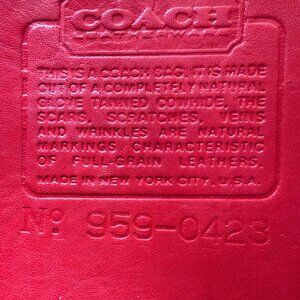 COACH
LEATHERWARE
THIS IS A COACH BAG. IT IS MADE
OUT OF A COMPLETELY NATURAL
GLOVE TANNED COWHIDE, THE
SCARS, SCRATCHES, VEINS
AND WRINKLES ARE NATURAL
MARKINGS CHARACTERISTIC
OF FULL-GRAIN LEATHERS.
MADE IN NEW YORK CITY, U.S.A.
Nº 959-0423